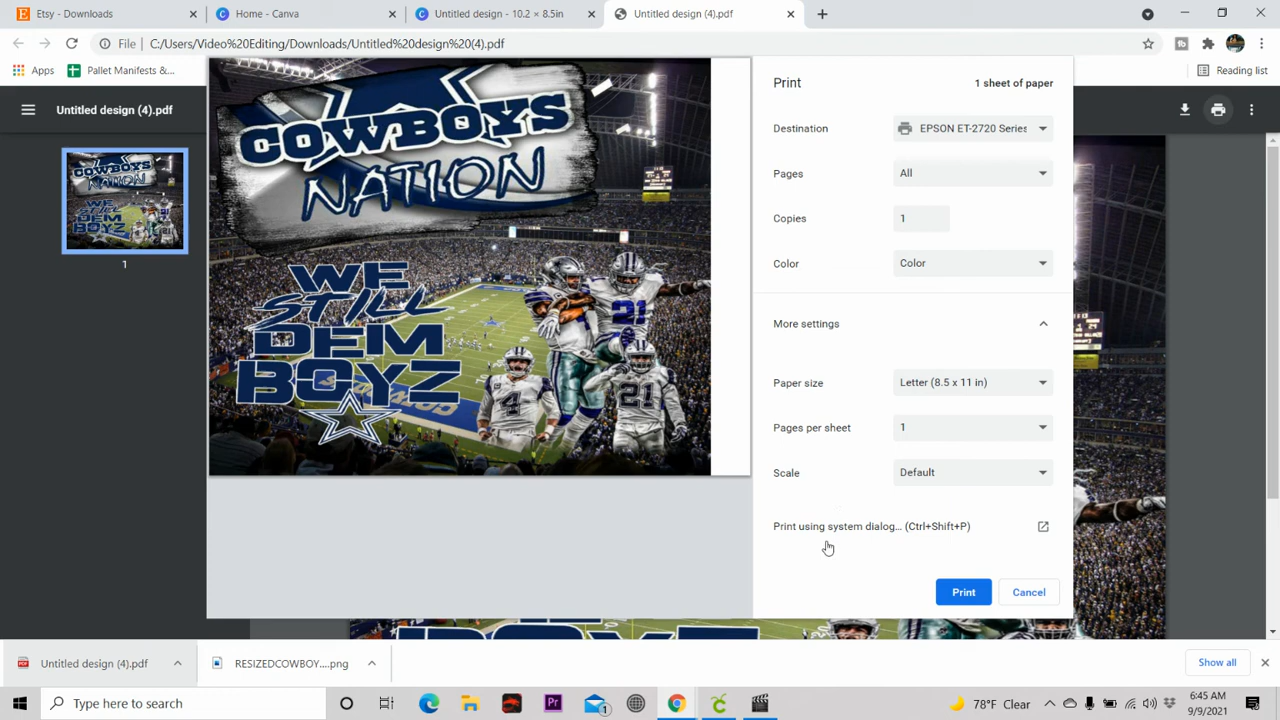 Etsy – Downloads
Home - Canva
Untitled design - 10.2 × 8.5in
Untitled design (4).pdf
File
C:/Users/Video%20Editing/Downloads/Untitled%20design%20(4).pdf
Apps
Pallet Manifests &...
Reading list
Untitled design (4).pdf
1
COWBOYS
NATION
WE
STILL
DEM
BOYZ
21
4
21
Print
1 sheet of paper
Destination
EPSON ET-2720 Series
Pages
All
Copies
1
Color
Color
More settings
Paper size
Letter (8.5 x 11 in)
Pages per sheet
1
Scale
Default
Print using system dialog... (Ctrl+Shift+P)
Print
Cancel
Untitled design (4).pdf
RESIZEDCOWBOY....png
Show all
Type here to search
Pr
1
78°F Clear
6:45 AM
9/9/2021